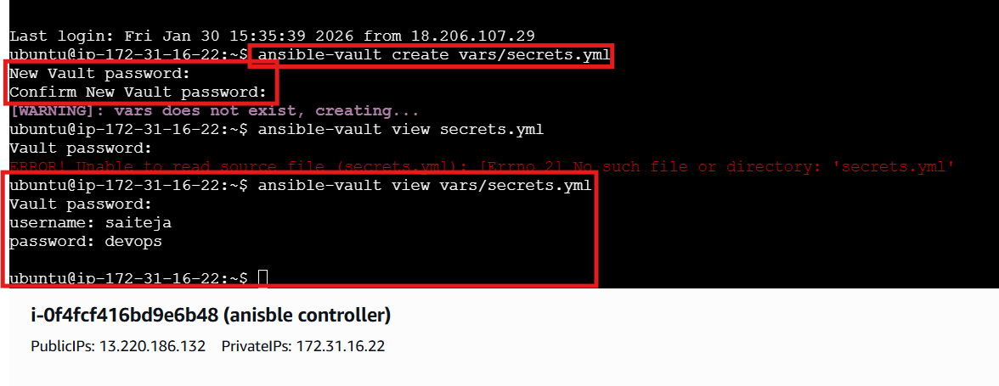 Last login: Fri Jan 30 15:35:39 2026 from 18.206.107.29
ubuntu@ip-172-31-16-22:~$ ansible-vault create vars/secrets.yml
New Vault password:
Confirm New Vault password:
[WARNING]: vars does not exist, creating...
ubuntu@ip-172-31-16-22:~$ ansible-vault view secrets.yml
Vault password:
ERROR! Unable to read source file (secrets.yml): [Errno 2] No such file or directory: 'secrets.yml'
ubuntu@ip-172-31-16-22:~$ ansible-vault view vars/secrets.yml
Vault password:
username: saiteja
password: devops
ubuntu@ip-172-31-16-22:~$
i-0f4fcf416bd9e6b48 (anisble controller)
PublicIPs: 13.220.186.132 PrivateIPs: 172.31.16.22